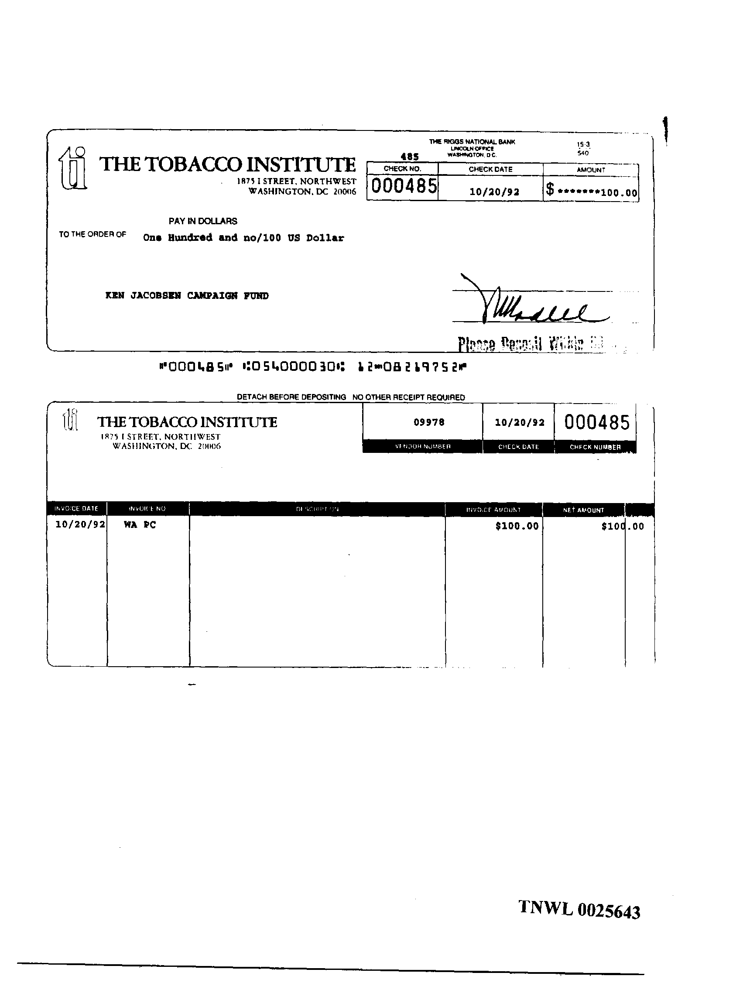 THE RIGGS NATIONAL BANK
LINCOLN OFFICE
WASHINGTON, D.C.
15-3
540
485
ti THE TOBACCO INSTITUTE
1875 I STREET, NORTHWEST
WASHINGTON, DC 20006
CHECK NO. CHECK DATE AMOUNT
000485 10/20/92 $*******100.00
PAY IN DOLLARS
TO THE ORDER OF One Hundred and no/100 US Dollar
KEN JACOBSEN CAMPAIGN FUND
Please Deposit Within
⑈000485⑈ ⑆054000030⑆ 12⑉08219752⑈
DETACH BEFORE DEPOSITING NO OTHER RECEIPT REQUIRED
ti THE TOBACCO INSTITUTE
1875 I STREET, NORTHWEST
WASHINGTON, DC 20006
09978 10/20/92 000485
VENDOR NUMBER CHECK DATE CHECK NUMBER
INVOICE DATE INVOICE NO DESCRIPTION INVOICE AMOUNT NET AMOUNT
10/20/92 WA PC $100.00 $100.00
TNWL 0025643